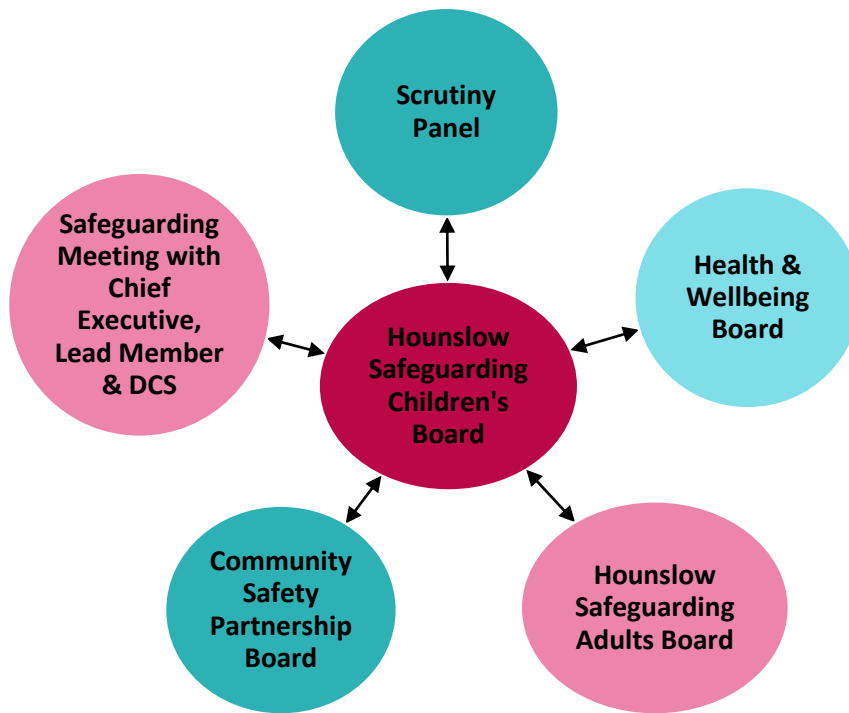 Scrutiny
Panel
Safeguarding
Meeting with
Chief
Executive,
Lead Member
& DCS
Health &
Wellbeing
Board
Hounslow
Safeguarding
Children's
Board
Community
Safety
Partnership
Board
Hounslow
Safeguarding
Adults Board